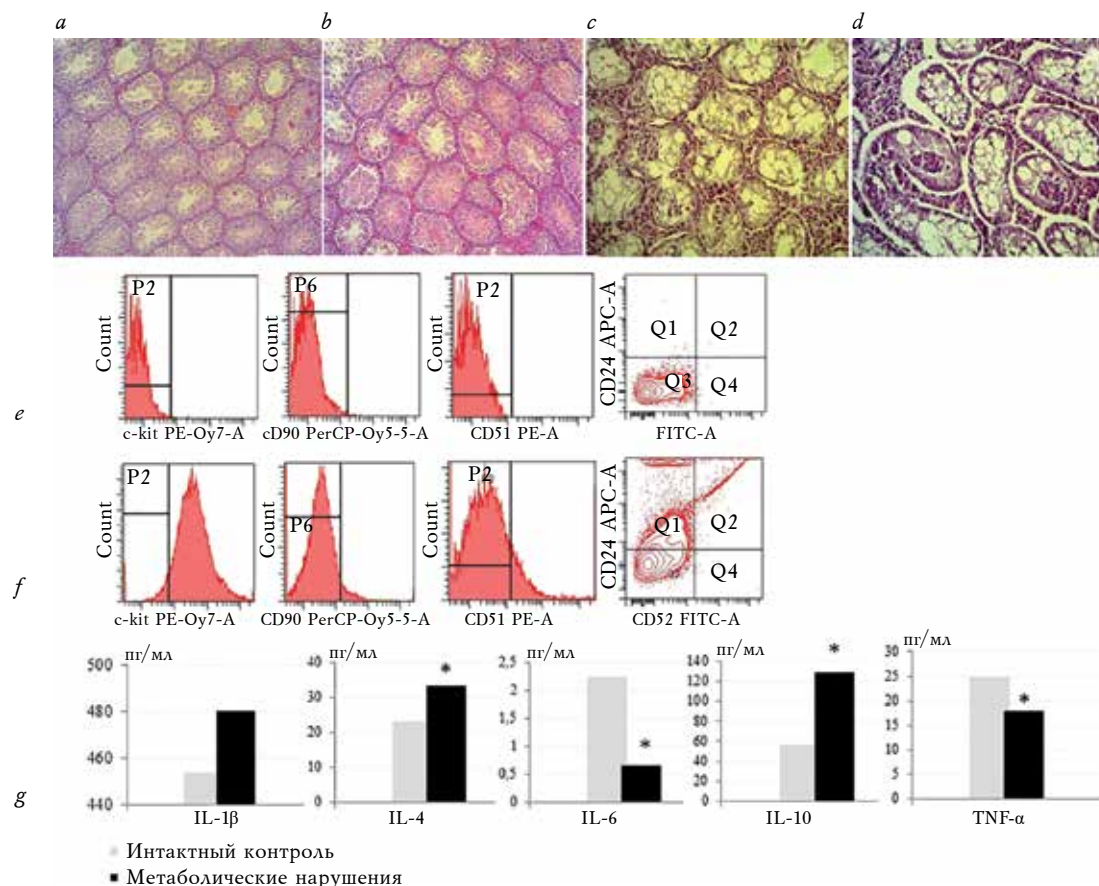 a b c d
P2 P6 P2 Q1 Q2 Q3 Q4
Count Count Count CD24 APC-A
e
c-kit PE-Oy7-A cD90 PerCP-Oy5-5-A CD51 PE-A FITC-A
P2 P6 P2 Q1 Q2 Q4
Count Count Count CD24 APC-A
f
c-kit PE-Oy7-A CD90 PerCP-Oy5-5-A CD51 PE-A CD52 FITC-A
пг/мл пг/мл пг/мл пг/мл пг/мл
500 480 460 440
40 30 20 10 0 *
2,5 2 1,5 1 0,5 0 *
140 120 100 80 60 40 20 0 *
30 25 20 15 10 5 0 *
g
IL-1β IL-4 IL-6 IL-10 TNF-α
Интактный контроль
Метаболические нарушения